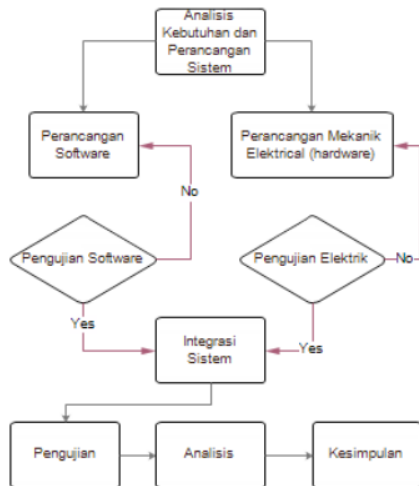 Analisis
Kebutuhan dan
Perancangan
Sistem
Perancangan
Software
Perancangan Mekanik
Elektrical (hardware)
No
Pengujian Software
Pengujian Elektrik
No
Yes
Integrasi
Sistem
Yes
Pengujian
Analisis
Kesimpulan